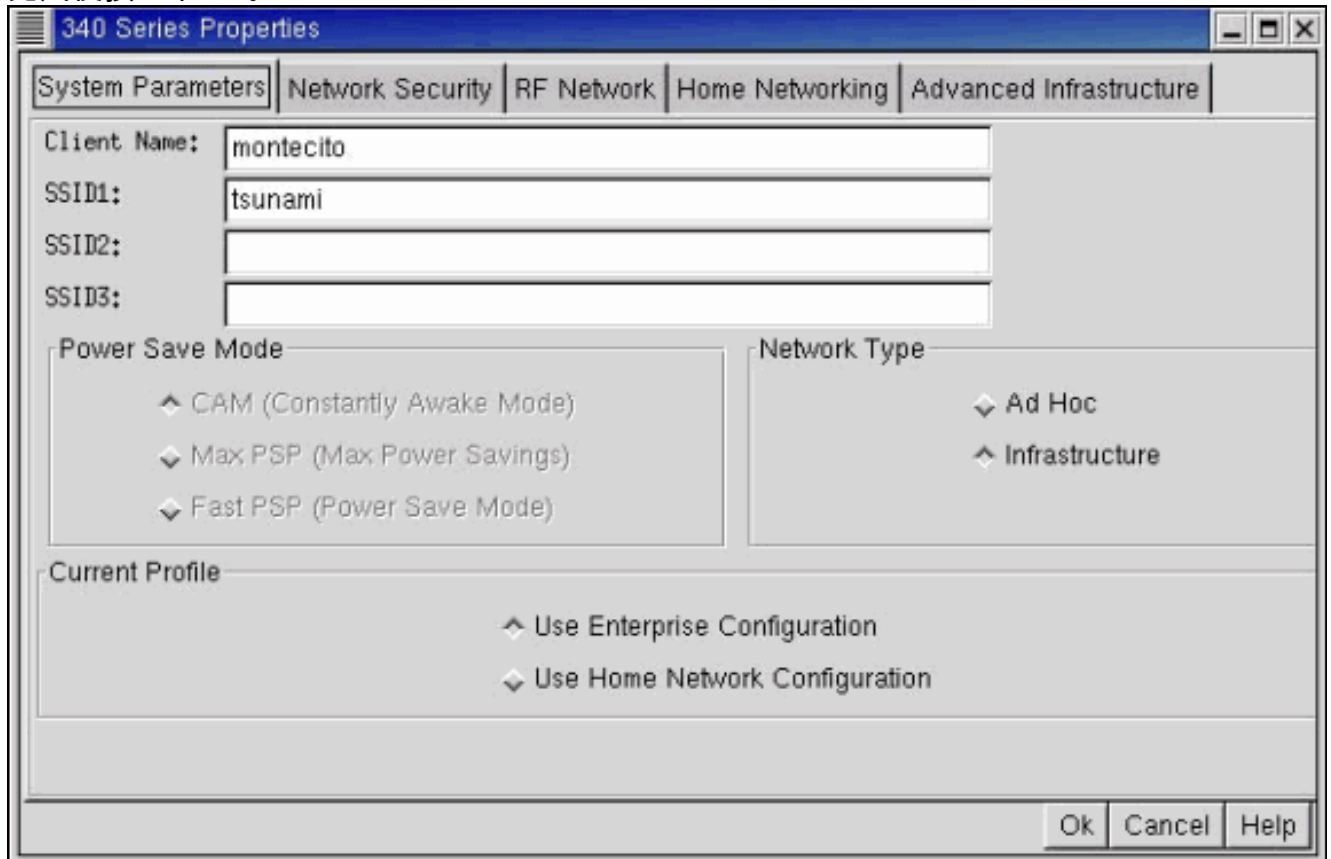 340 Series Properties
System Parameters Network Security RF Network Home Networking Advanced Infrastructure
Client Name: montecito
SSID1: tsunami
SSID2:
SSID3:
Power Save Mode
CAM (Constantly Awake Mode)
Max PSP (Max Power Savings)
Fast PSP (Power Save Mode)
Network Type
Ad Hoc
Infrastructure
Current Profile
Use Enterprise Configuration
Use Home Network Configuration
Ok Cancel Help